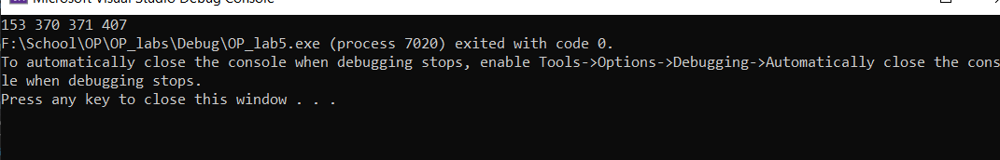 Microsoft Visual Studio Debug Console
153 370 371 407
F:\School\OP\OP_labs\Debug\OP_lab5.exe (process 7020) exited with code 0.
To automatically close the console when debugging stops, enable Tools->Options->Debugging->Automatically close the cons
le when debugging stops.
Press any key to close this window . . .